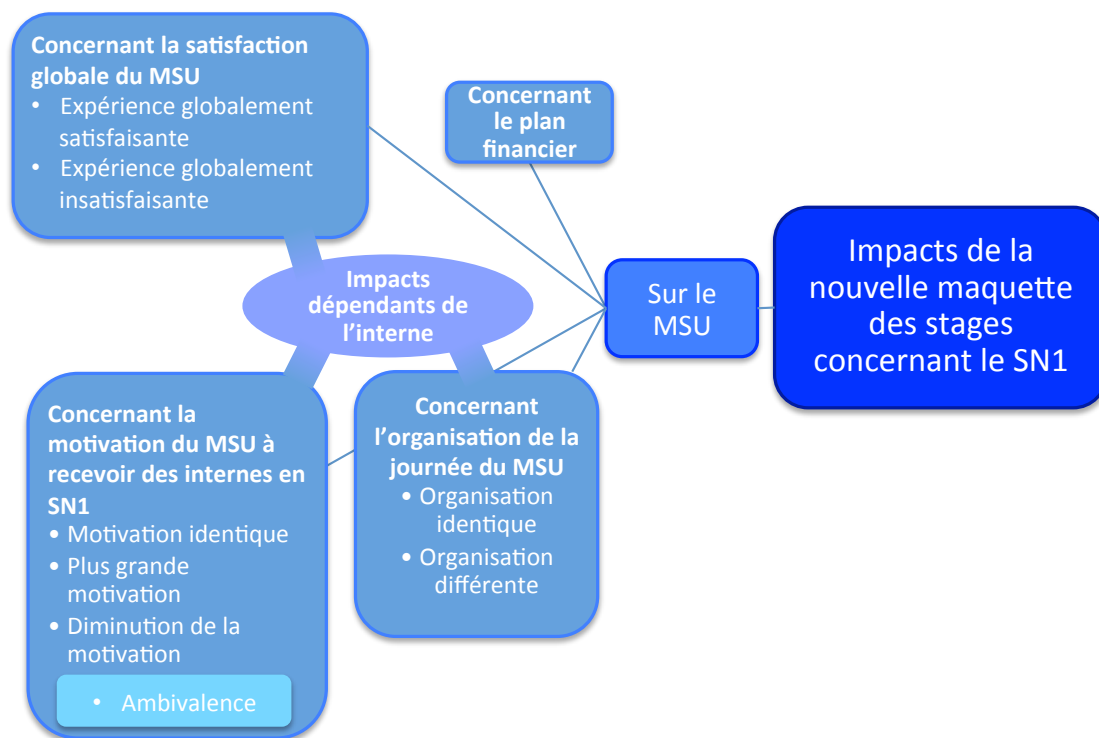 Concernant la satisfaction
globale du MSU
• Expérience globalement
satisfaisante
• Expérience globalement
insatisfaisante
Concernant
le plan
financier
Impacts
dépendants de
l'interne
Sur le
MSU
Impacts de la
nouvelle maquette
des stages
concernant le SN1
Concernant la
motivation du MSU à
recevoir des internes en
SN1
• Motivation identique
• Plus grande
motivation
• Diminution de la
motivation
• Ambivalence
Concernant
l'organisation de la
journée du MSU
• Organisation
identique
• Organisation
différente